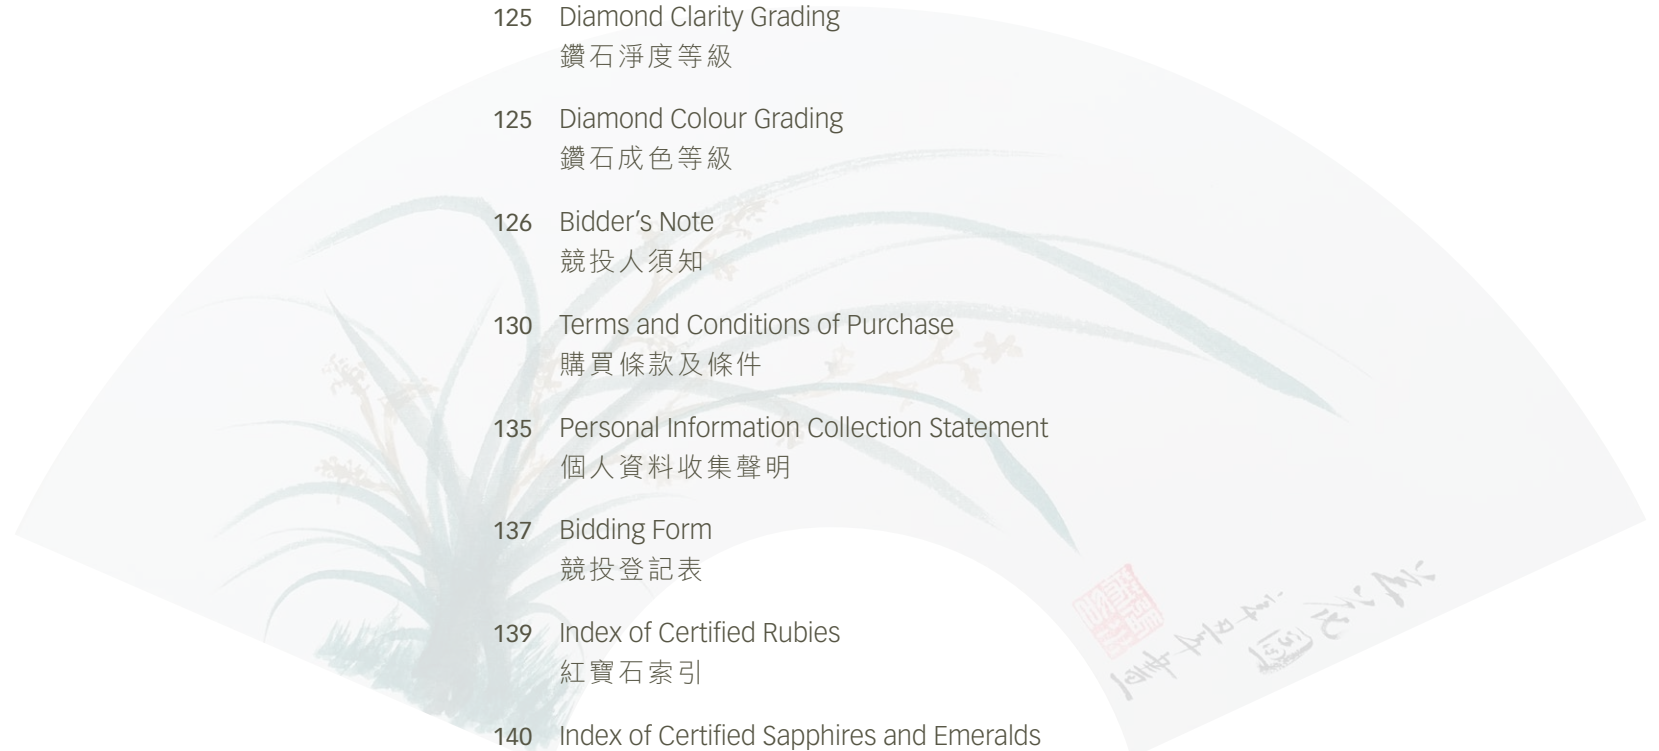 125 Diamond Clarity Grading
鑽石淨度等級
125 Diamond Colour Grading
鑽石成色等級
126 Bidder’s Note
競投人須知
130 Terms and Conditions of Purchase
購買條款及條件
135 Personal Information Collection Statement
個人資料收集聲明
137 Bidding Form
競投登記表
139 Index of Certified Rubies
紅寶石索引
140 Index of Certified Sapphires and Emeralds